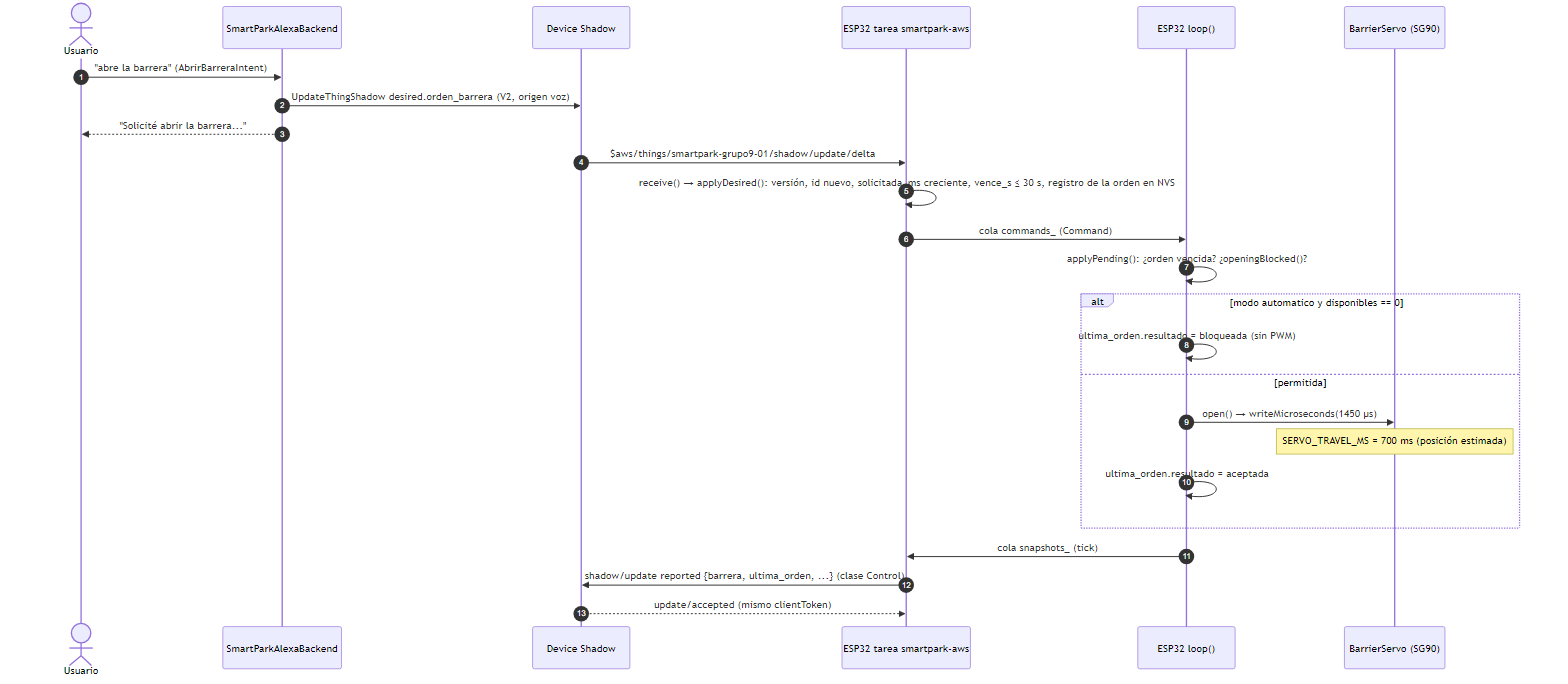 SmartParkAlexaBackend
Device Shadow
ESP32 tarea smartpark-aws
ESP32 loop()
BarrierServo (SG90)
Usuario
"abre la barrera" (AbrirBarreraIntent)
1
UpdateThingShadow desired.orden_barrera (V2, origen voz)
2
"Solicité abrir la barrera..."
3
$aws/things/smartpark-grupo9-01/shadow/update/delta
4
receive() → applyDesired(): versión, id nuevo, solicitada_ms creciente, vence_s ≤ 30 s, registro de la orden en NVS
5
cola commands_ (Command)
6
applyPending(): ¿orden vencida? ¿openingBlocked()?
7
alt
[modo automatico y disponibles == 0]
ultima_orden.resultado = bloqueada (sin PWM)
8
[permitida]
open() → writeMicroseconds(1450 µs)
9
SERVO_TRAVEL_MS = 700 ms (posición estimada)
ultima_orden.resultado = aceptada
10
cola snapshots_ (tick)
11
shadow/update reported {barrera, ultima_orden, ...} (clase Control)
12
update/accepted (mismo clientToken)
13
SmartParkAlexaBackend
Device Shadow
ESP32 tarea smartpark-aws
ESP32 loop()
BarrierServo (SG90)
Usuario